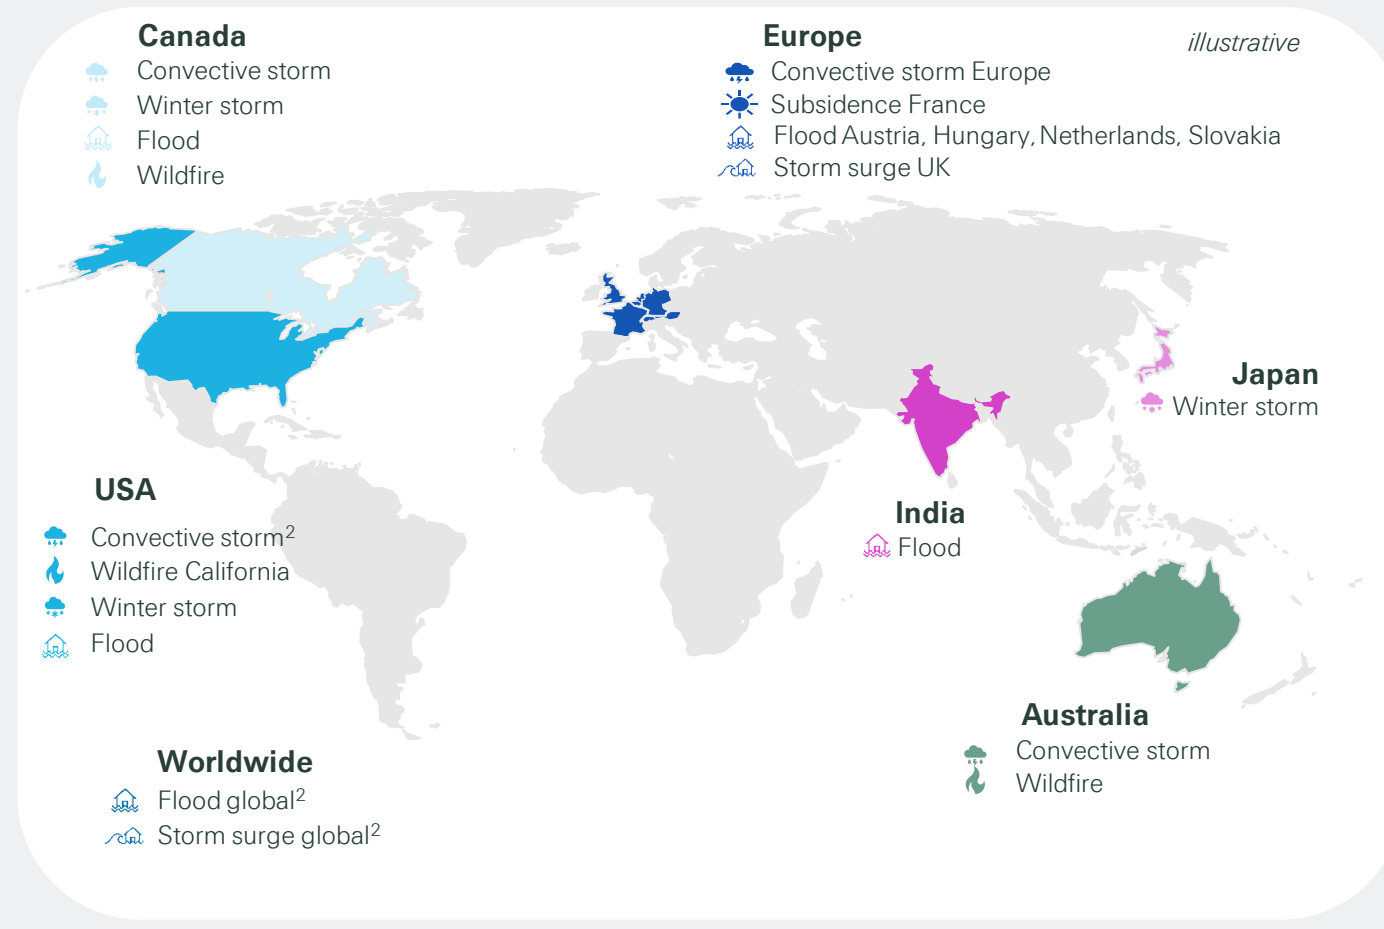 Canada
Convective storm
Winter storm
Flood
Wildfire
Europe
illustrative
Convective storm Europe
Subsidence France
Flood Austria, Hungary, Netherlands, Slovakia
Storm surge UK
Japan
Winter storm
USA
Convective storm2
Wildfire California
Winter storm
Flood
India
Flood
Australia
Convective storm
Wildfire
Worldwide
Flood global2
Storm surge global2